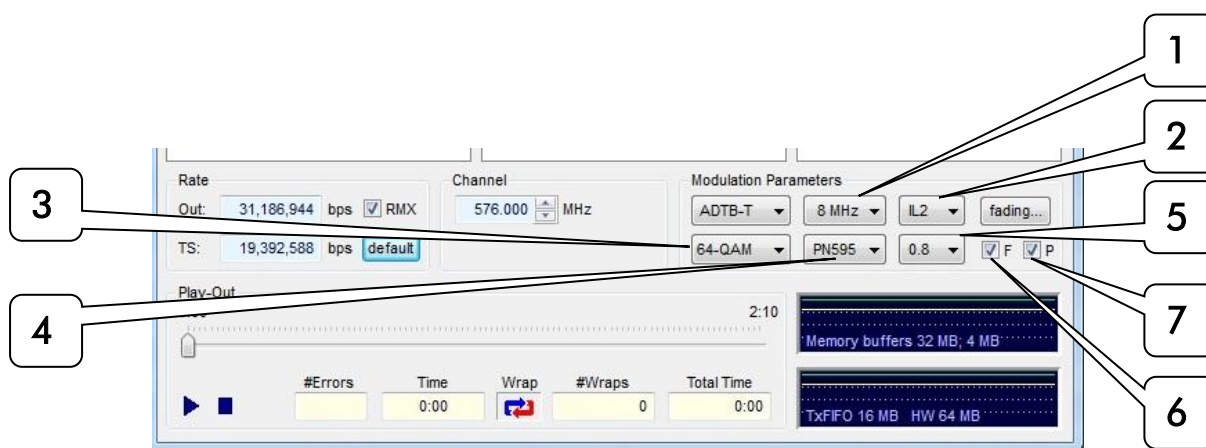 1
2
3
4
5
6
7
Rate
Out: 31,186,944 bps RMX
TS: 19,392,588 bps default
Channel
576.000 MHz
Modulation Parameters
ADTB-T 8 MHz IL2 fading...
64-QAM PN595 0.8 F P
Play-Out
2:10
#Errors Time Wrap #Wraps Total Time
0:00 0 0:00
Memory buffers 32 MB; 4 MB
TxFIFO 16 MB HW 64 MB